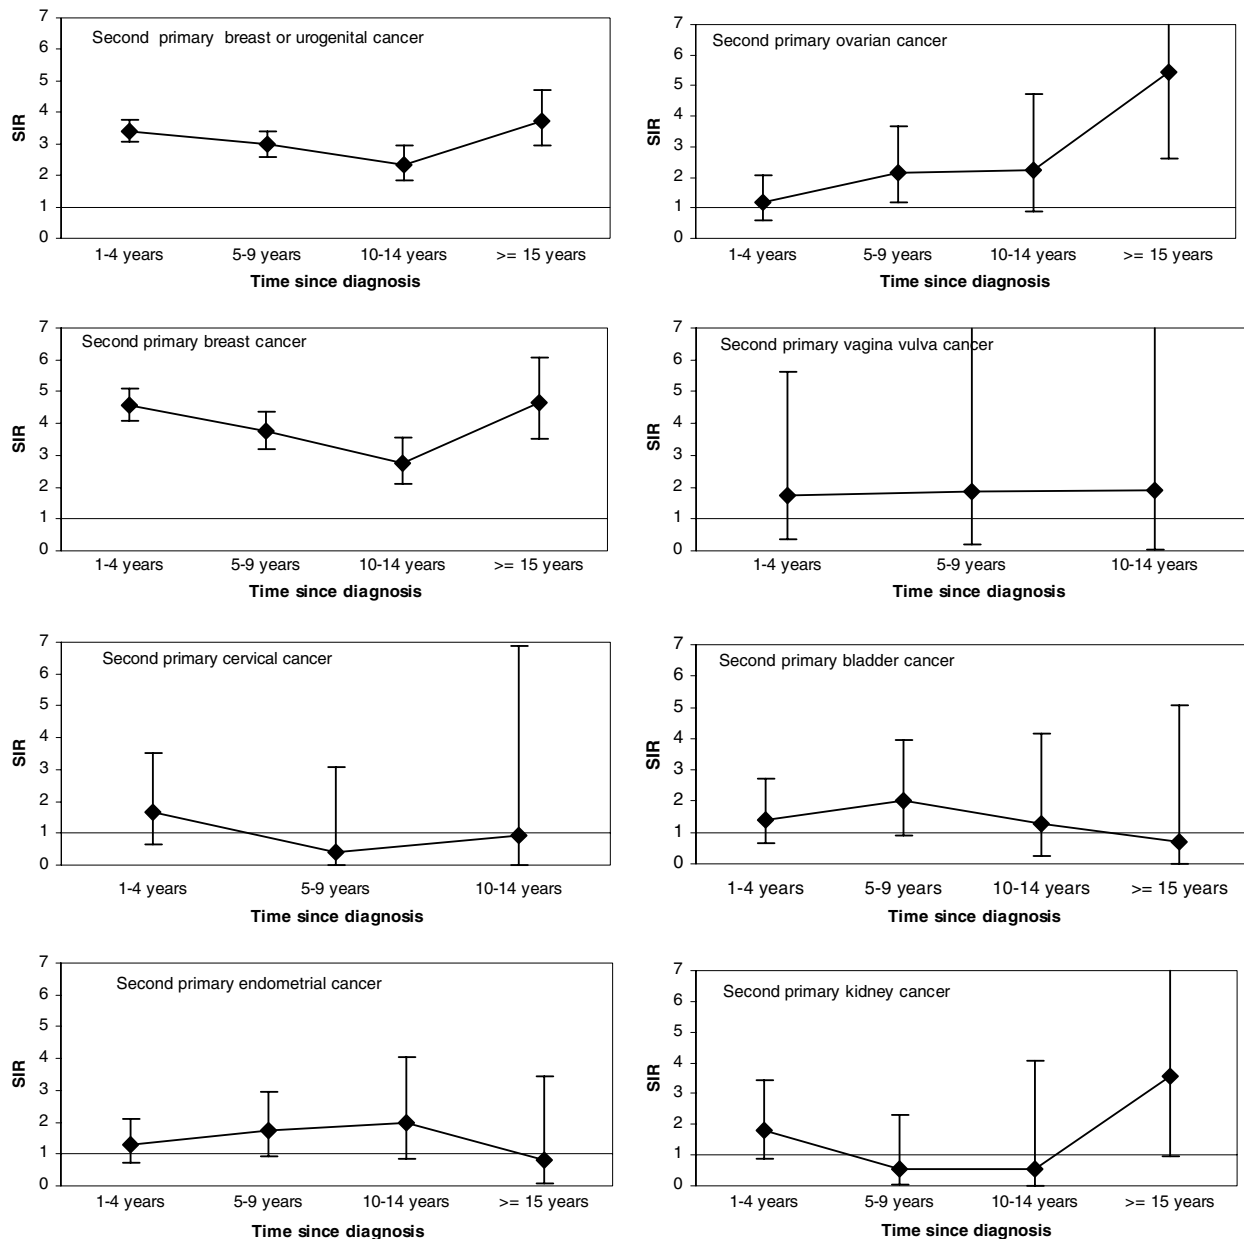 Second primary breast or urogenital cancer
7
6
5
4
3
2
1
0
SIR
1-4 years 5-9 years 10-14 years >= 15 years
Time since diagnosis
Second primary ovarian cancer
7
6
5
4
3
2
1
0
SIR
1-4 years 5-9 years 10-14 years >= 15 years
Time since diagnosis
Second primary breast cancer
7
6
5
4
3
2
1
0
SIR
1-4 years 5-9 years 10-14 years >= 15 years
Time since diagnosis
Second primary vagina vulva cancer
7
6
5
4
3
2
1
0
SIR
1-4 years 5-9 years 10-14 years
Time since diagnosis
Second primary cervical cancer
7
6
5
4
3
2
1
0
SIR
1-4 years 5-9 years 10-14 years
Time since diagnosis
Second primary bladder cancer
7
6
5
4
3
2
1
0
SIR
1-4 years 5-9 years 10-14 years >= 15 years
Time since diagnosis
Second primary endometrial cancer
7
6
5
4
3
2
1
0
SIR
1-4 years 5-9 years 10-14 years >= 15 years
Time since diagnosis
Second primary kidney cancer
7
6
5
4
3
2
1
0
SIR
1-4 years 5-9 years 10-14 years >= 15 years
Time since diagnosis